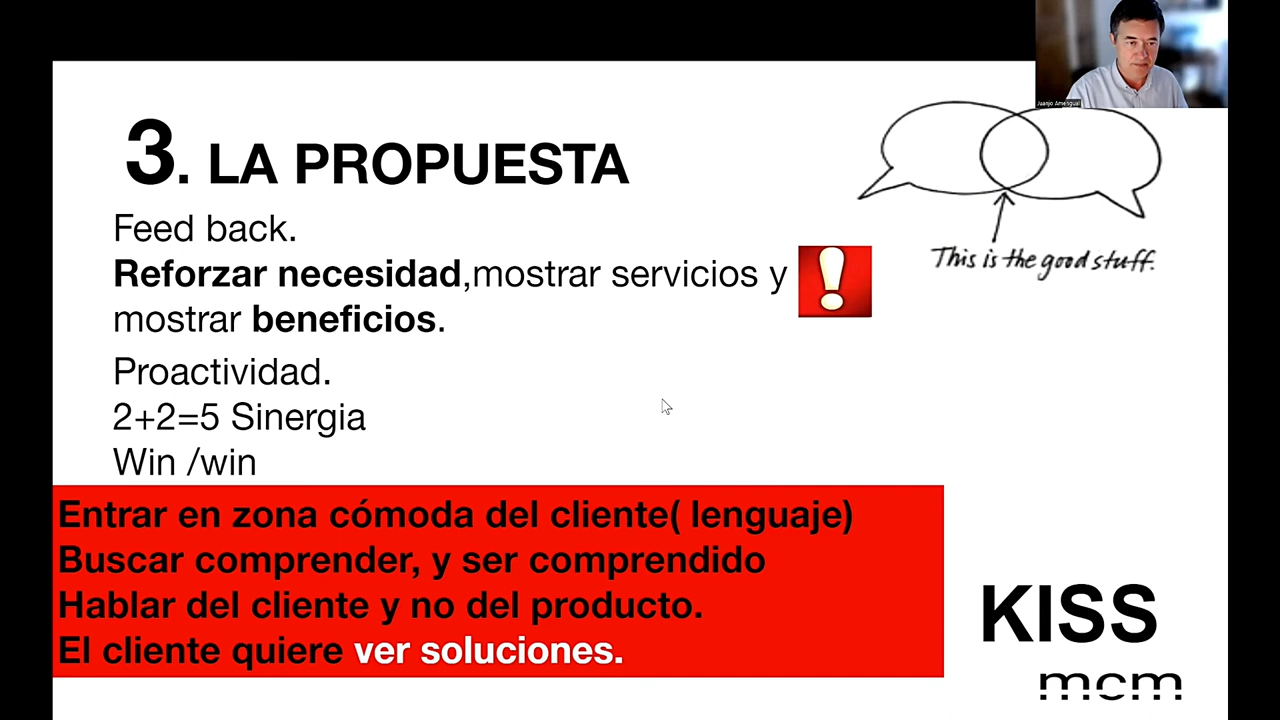 Juanjo Amengual
3. LA PROPUESTA
Feed back.
Reforzar necesidad,mostrar servicios y
mostrar beneficios.
Proactividad.
2+2=5 Sinergia
Win /win
This is the good stuff.
Entrar en zona cómoda del cliente( lenguaje)
Buscar comprender, y ser comprendido
Hablar del cliente y no del producto.
El cliente quiere ver soluciones.
KISS
mcm